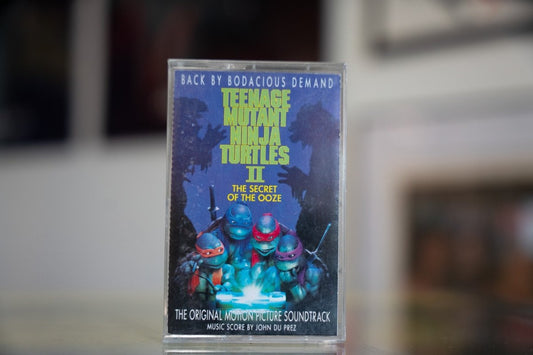 BACK BY BODACIOUS DEMAND
TEENAGE
MUTANT
NINJA
TURTLES
II
THE SECRET
OF THE OOZE
THE ORIGINAL MOTION PICTURE SOUNDTRACK
MUSIC SCORE BY JOHN DU PREZ